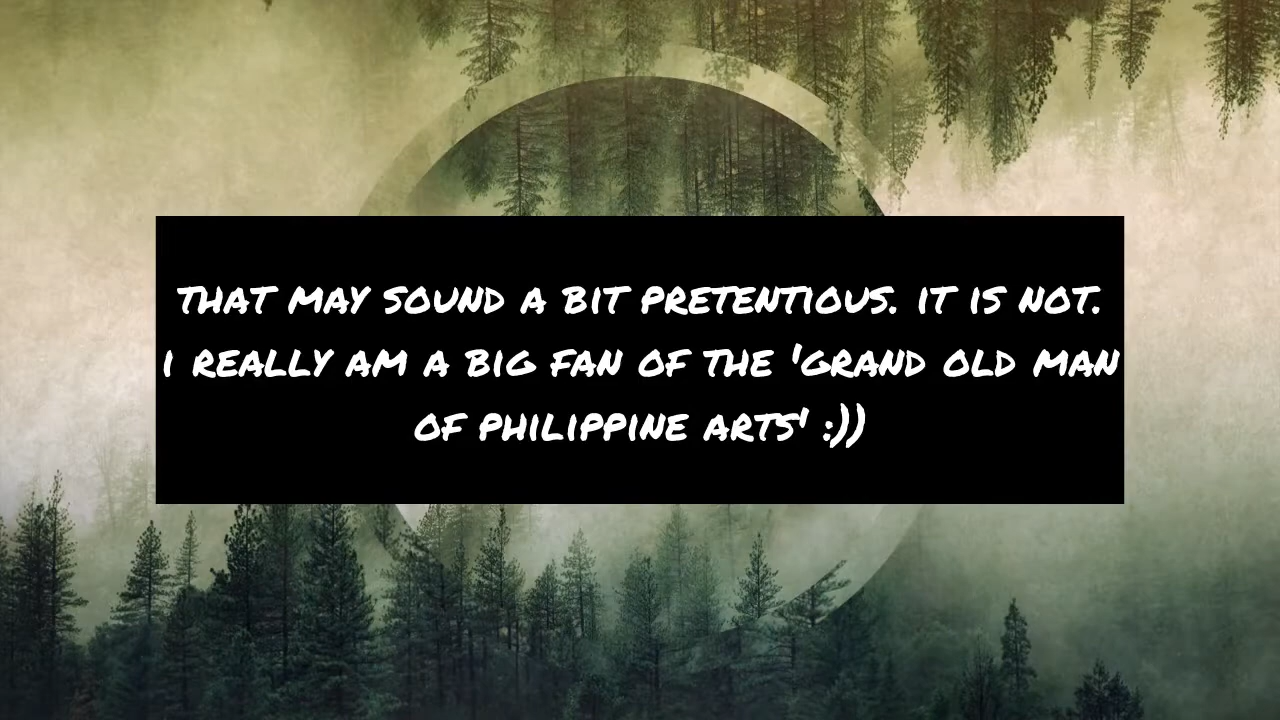 THAT MAY SOUND A BIT PRETENTIOUS. IT IS NOT.
I REALLY AM A BIG FAN OF THE 'GRAND OLD MAN
OF PHILIPPINE ARTS' :))